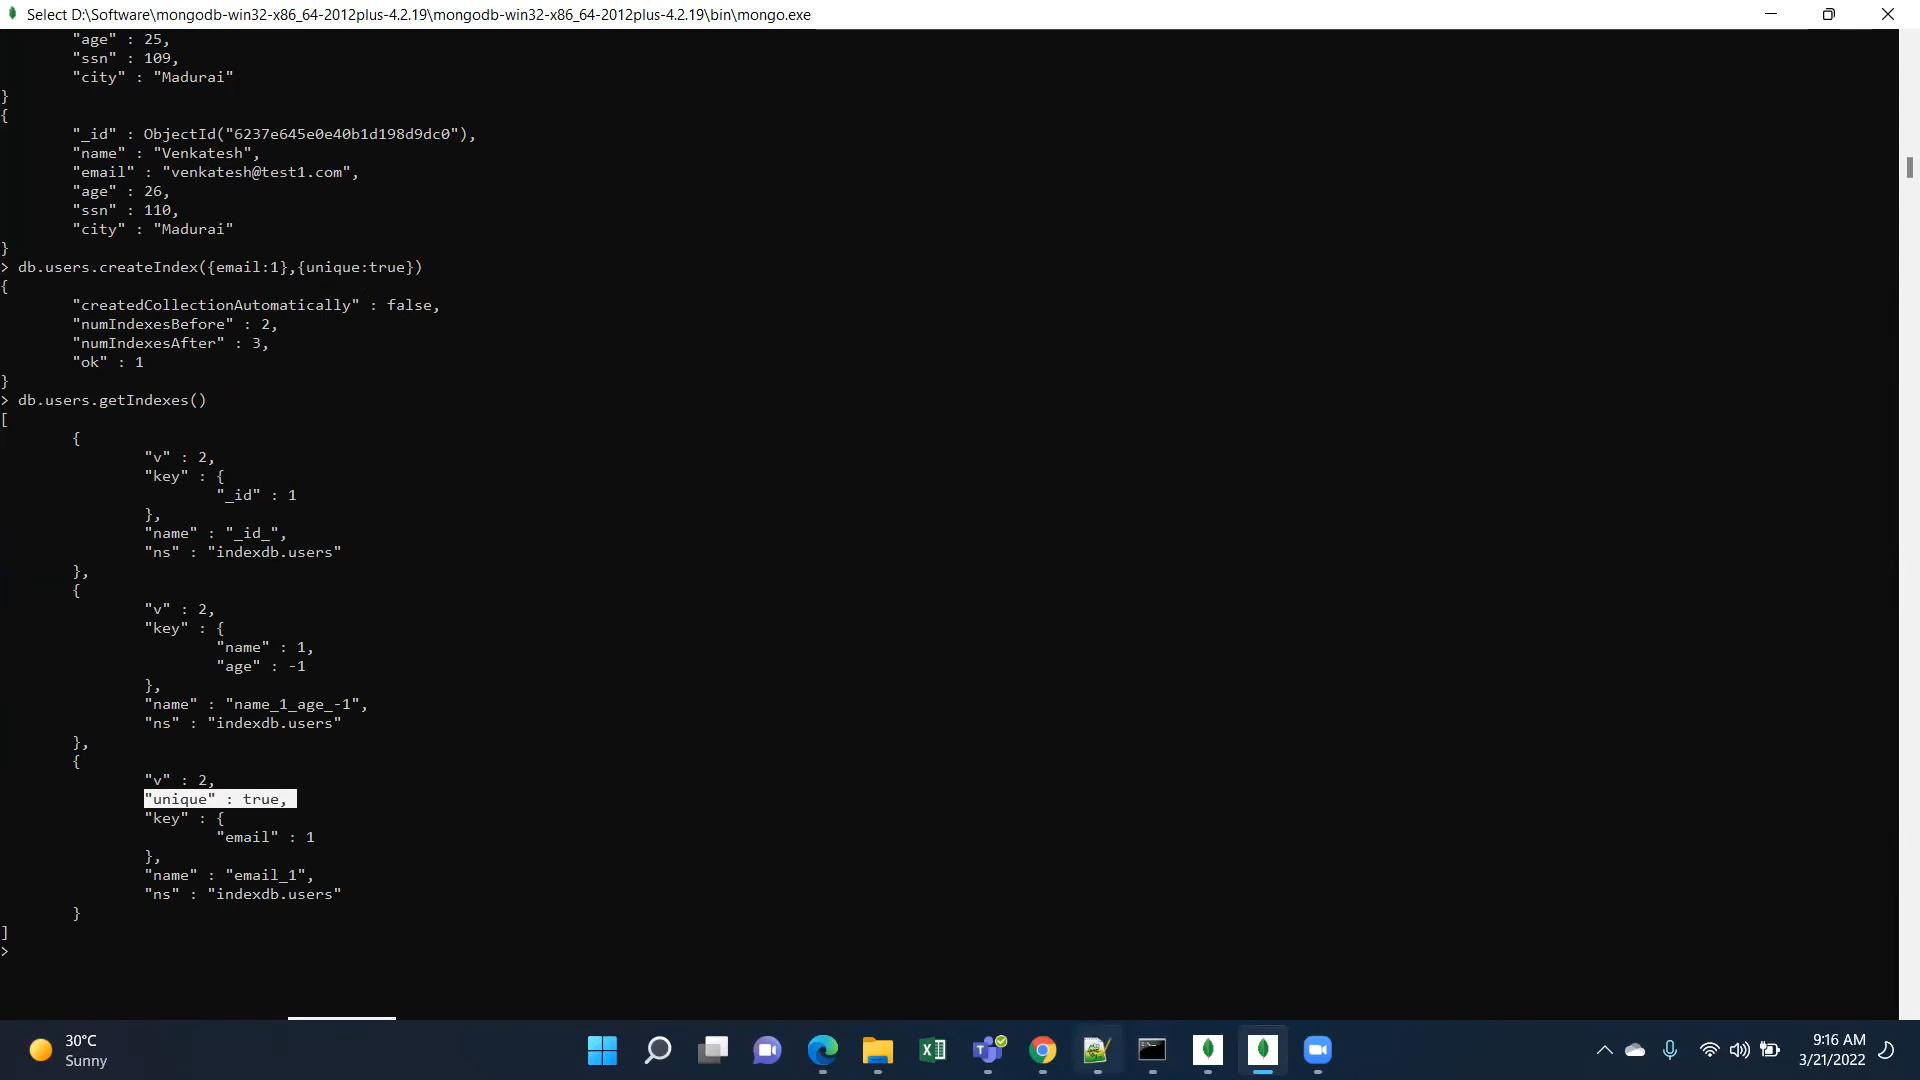 Select D:\Software\mongodb-win32-x86_64-2012plus-4.2.19\mongodb-win32-x86_64-2012plus-4.2.19\bin\mongo.exe
"age" : 25,
"ssn" : 109,
"city" : "Madurai"
}
{
"_id" : ObjectId("6237e645e0e40b1d198d9dc0"),
"name" : "Venkatesh",
"email" : "venkatesh@test1.com",
"age" : 26,
"ssn" : 110,
"city" : "Madurai"
}
> db.users.createIndex({email:1},{unique:true})
{
"createdCollectionAutomatically" : false,
"numIndexesBefore" : 2,
"numIndexesAfter" : 3,
"ok" : 1
}
> db.users.getIndexes()
[
{
"v" : 2,
"key" : {
"_id" : 1
},
"name" : "_id_",
"ns" : "indexdb.users"
},
{
"v" : 2,
"key" : {
"name" : 1,
"age" : -1
},
"name" : "name_1_age_-1",
"ns" : "indexdb.users"
},
{
"v" : 2,
"unique" : true,
"key" : {
"email" : 1
},
"name" : "email_1",
"ns" : "indexdb.users"
}
]
>
30°C
Sunny
9:16 AM
3/21/2022